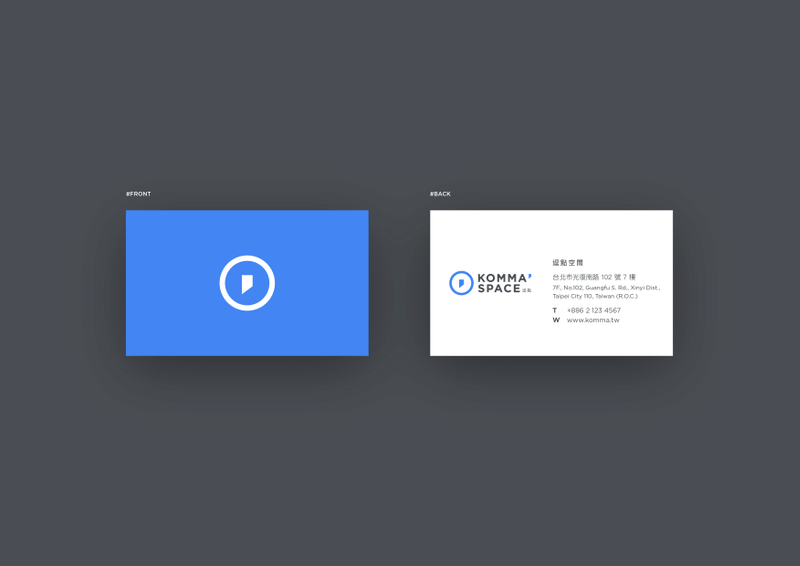 #FRONT
#BACK
KOMMA'
SPACE 逗點
逗點空間
台北市光復南路 102 號 7 樓
7F, No.102, Guangfu S. Rd., Xinyi Dist.,
Taipei City 110, Taiwan (R.O.C.)
T +886 2 123 4567
W www.komma.tw